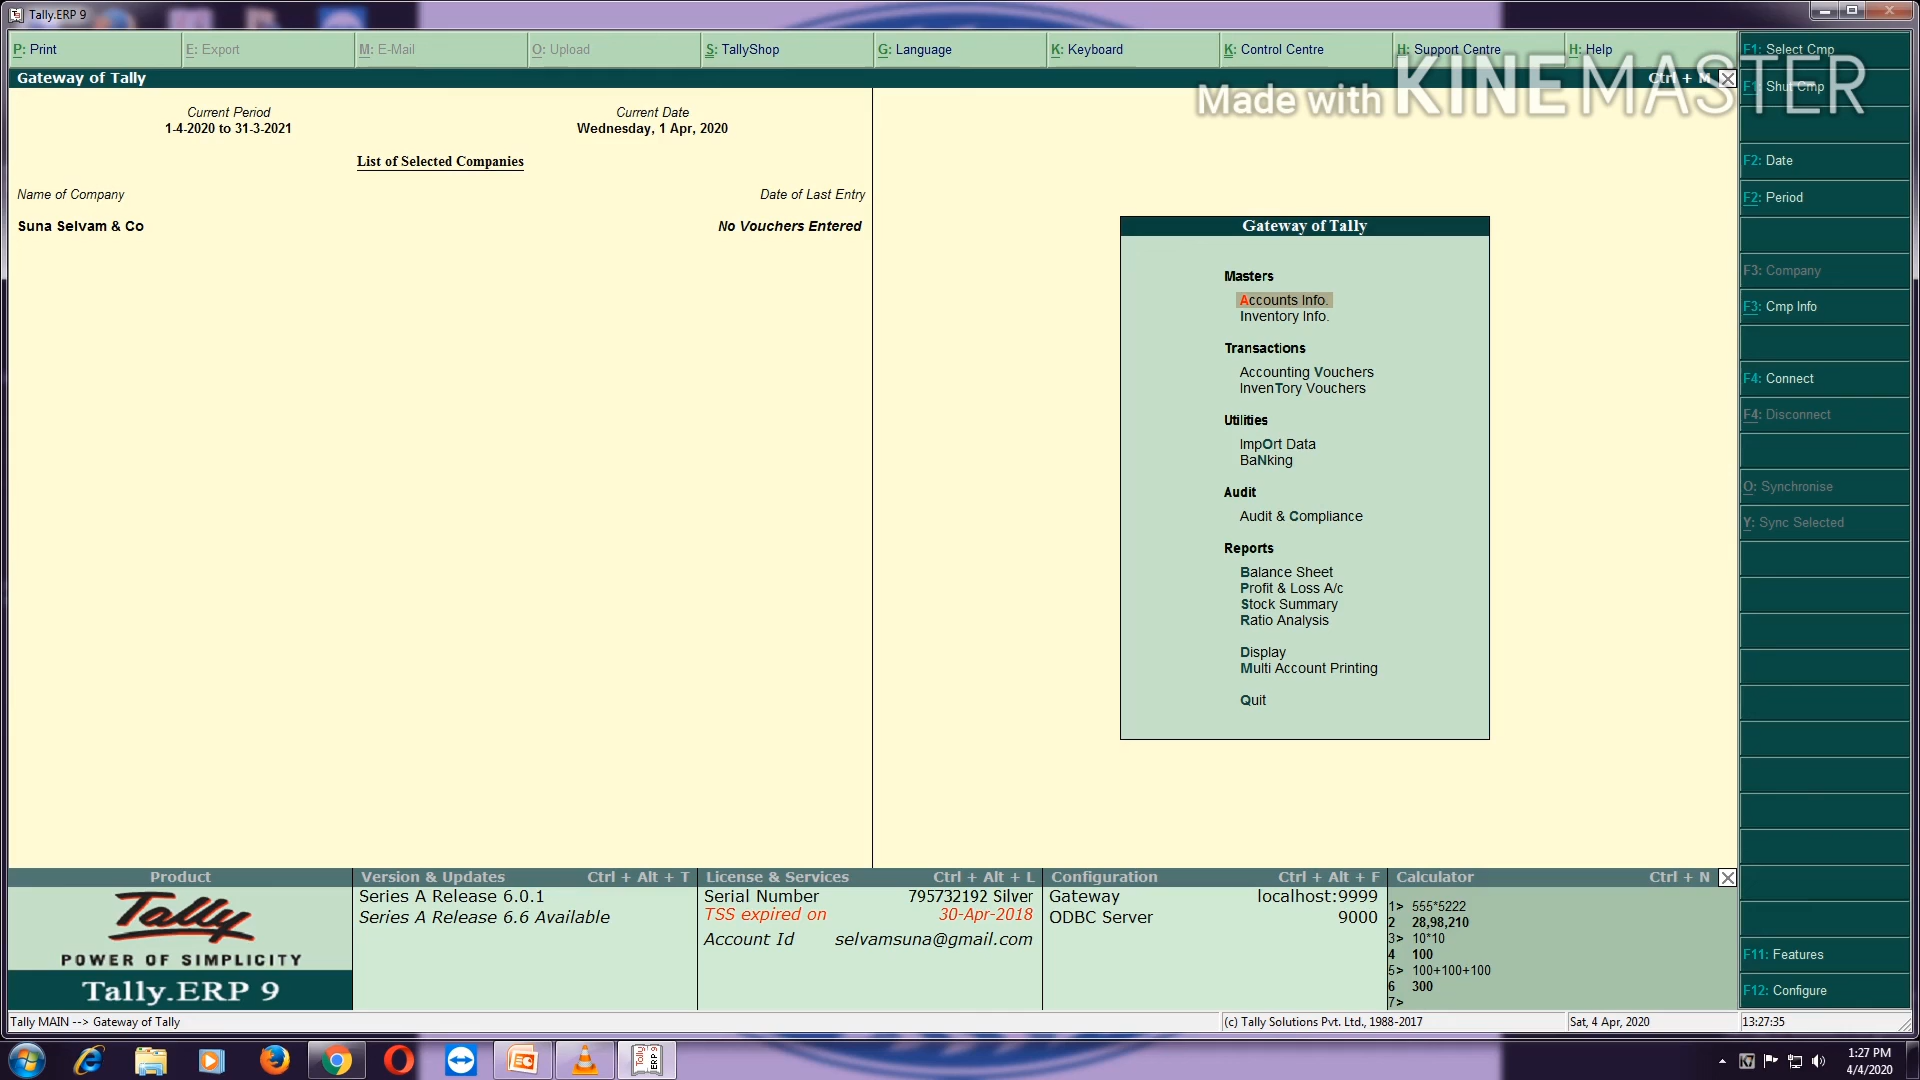 Tally.ERP 9
P: Print
E: Export
M: E-Mail
O: Upload
S: TallyShop
G: Language
K: Keyboard
K: Control Centre
H: Support Centre
H: Help
Gateway of Tally
Ctrl + M
Made with KINEMASTER
Current Period
1-4-2020 to 31-3-2021
Current Date
Wednesday, 1 Apr, 2020
List of Selected Companies
Name of Company
Date of Last Entry
Suna Selvam & Co
No Vouchers Entered
Gateway of Tally
Masters
Accounts Info.
Inventory Info.
Transactions
Accounting Vouchers
InvenTory Vouchers
Utilities
ImpOrt Data
BaNking
Audit
Audit & Compliance
Reports
Balance Sheet
Profit & Loss A/c
Stock Summary
Ratio Analysis
Display
Multi Account Printing
Quit
F1: Select Cmp
F1: Shut Cmp
F2: Date
F2: Period
F3: Company
F3: Cmp Info
F4: Connect
F4: Disconnect
O: Synchronise
Y: Sync Selected
F11: Features
F12: Configure
Product
Tally
POWER OF SIMPLICITY
Tally.ERP 9
Version & Updates Ctrl + Alt + T
Series A Release 6.0.1
Series A Release 6.6 Available
License & Services Ctrl + Alt + L
Serial Number 795732192 Silver
TSS expired on 30-Apr-2018
Account Id selvamsuna@gmail.com
Configuration Ctrl + Alt + F
Gateway localhost:9999
ODBC Server 9000
Calculator Ctrl + N
1> 555*5222
2 28,98,210
3> 10*10
4 100
5> 100+100+100
6 300
7>
Tally MAIN --> Gateway of Tally
(c) Tally Solutions Pvt. Ltd., 1988-2017
Sat, 4 Apr, 2020
13:27:35
Tally ERP 9
1:27 PM
4/4/2020